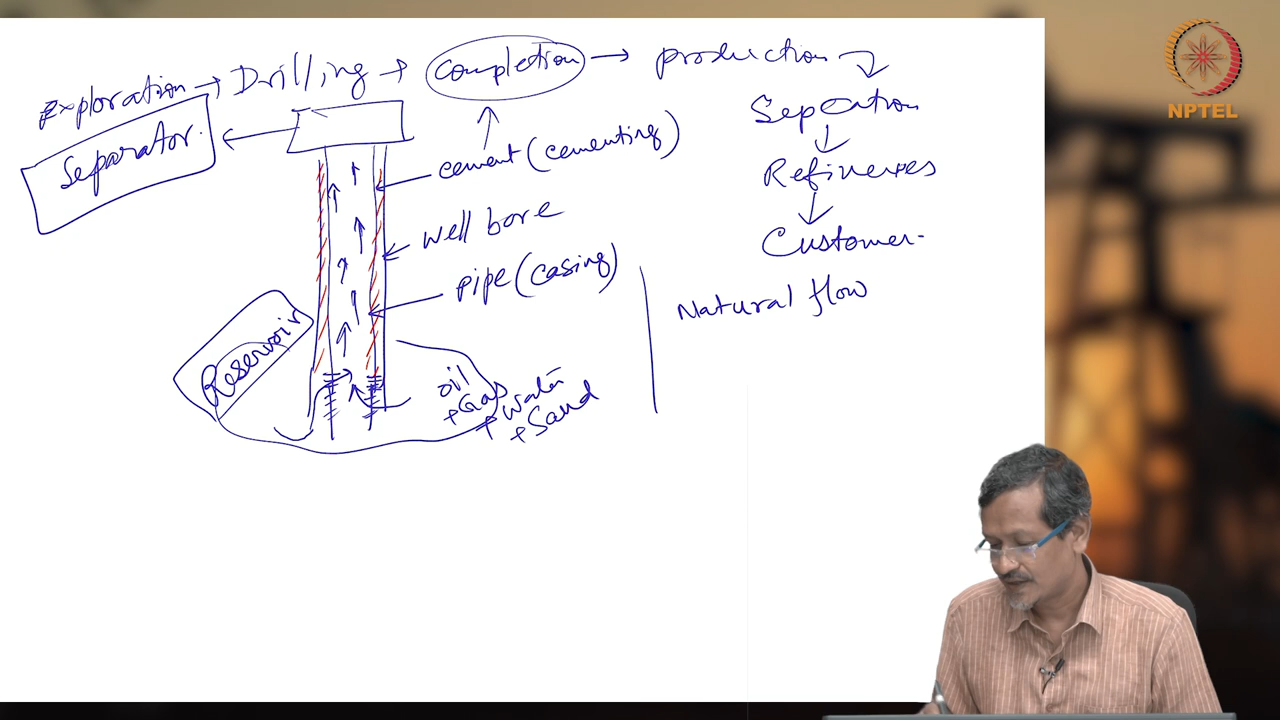 Exploration → Drilling → Completion → production
Sepeation
Refineries
Customer
Separator
cement (cementing)
well bore
pipe (casing)
Natural flow
Reservoir
oil
+ Gas
+ water
+ Sand
NPTEL